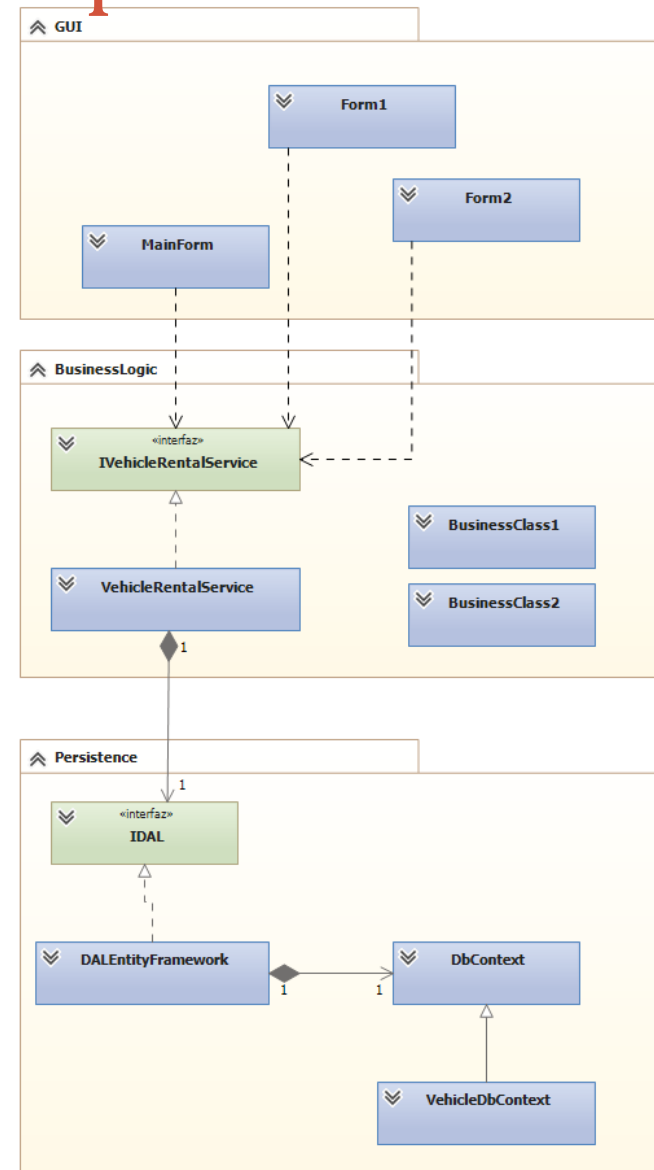 GUI
Form1
Form2
MainForm
BusinessLogic
«interfaz»
IVehicleRentalService
BusinessClass1
VehicleRentalService
BusinessClass2
1
Persistence
1
«interfaz»
IDAL
DALEntityFramework
DbContext
1
1
VehicleDbContext